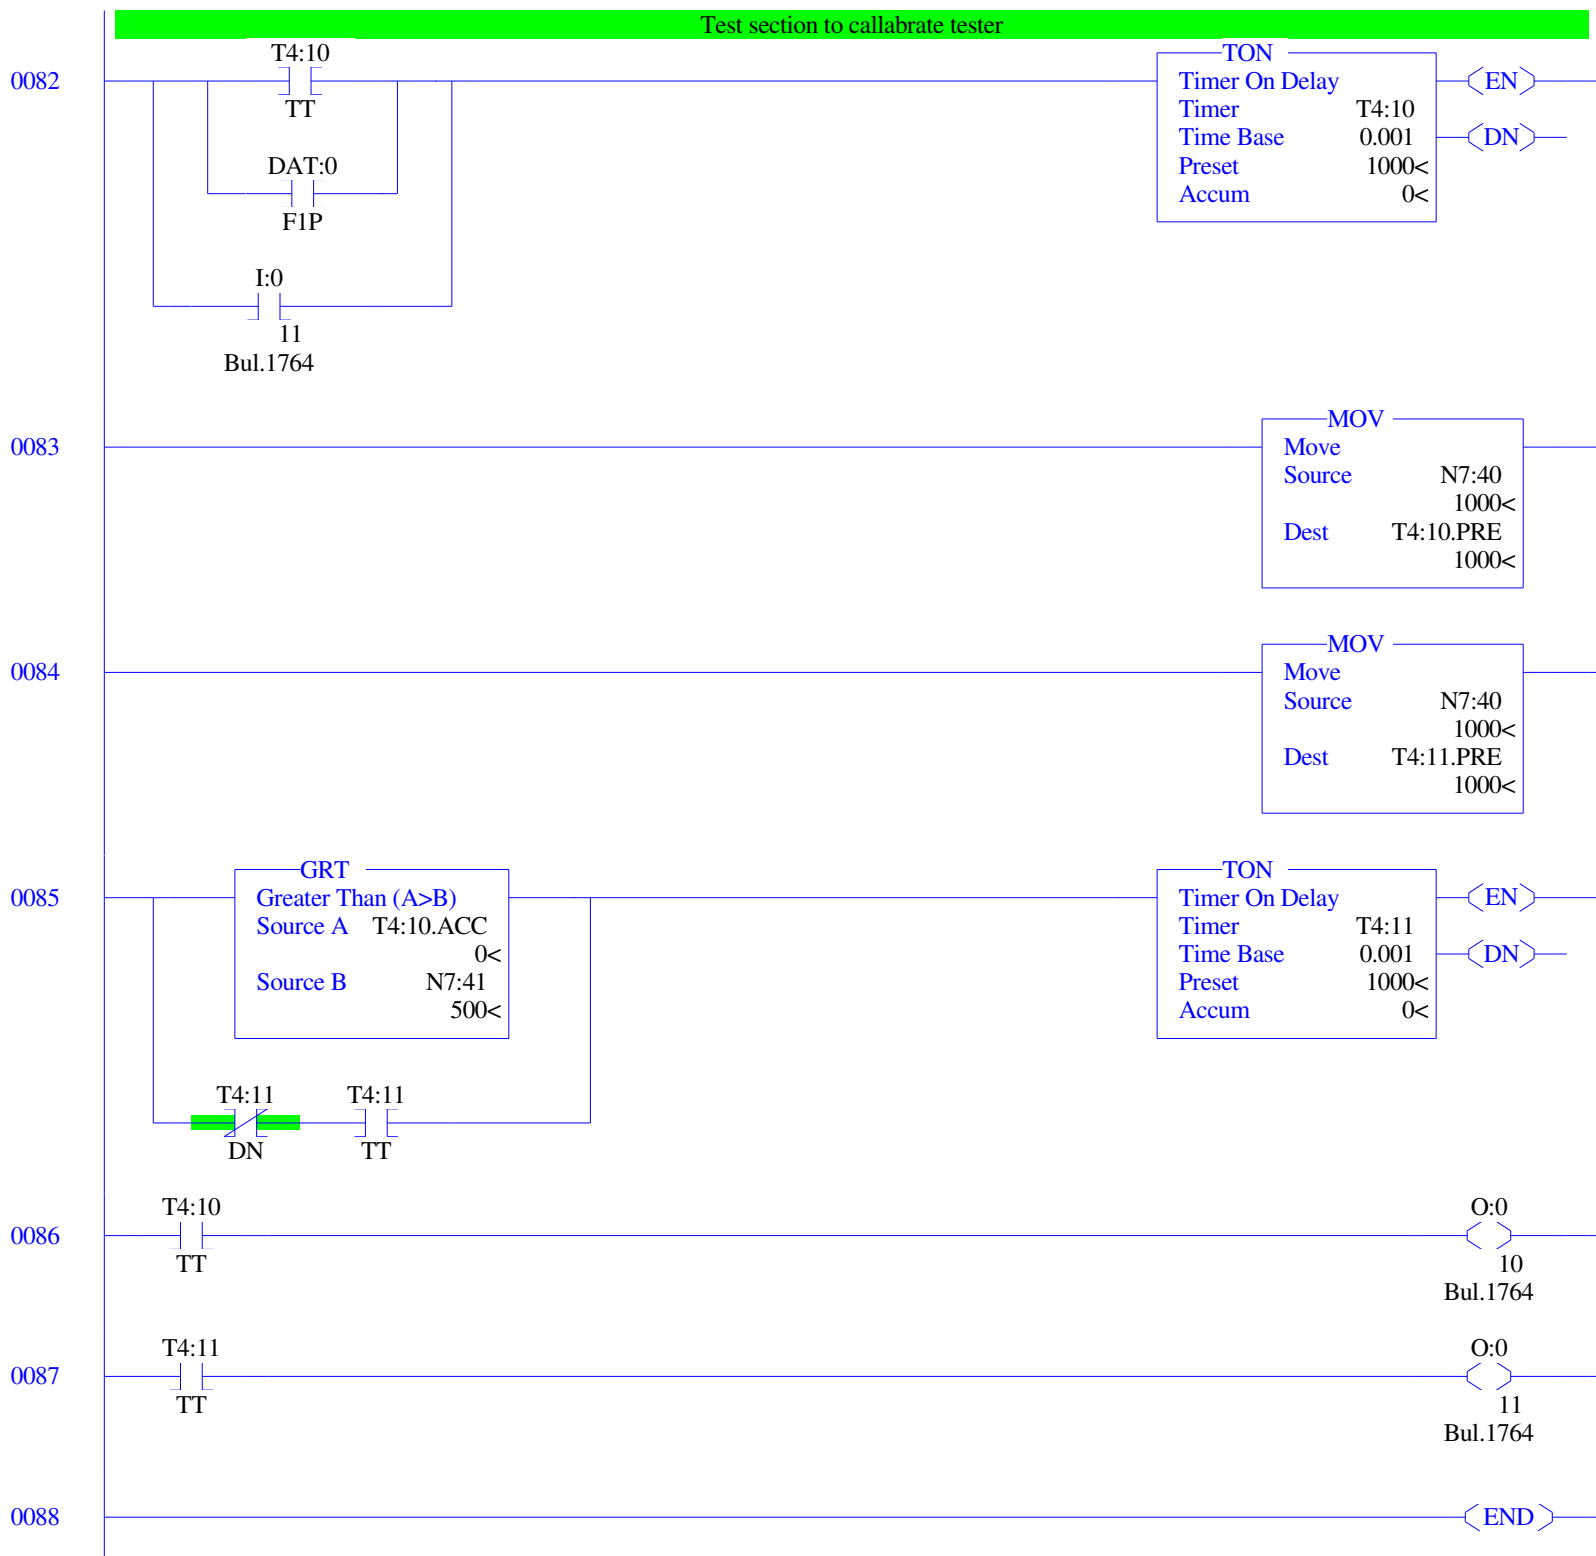 Test section to callabrate tester
0082
T4:10
TT
DAT:0
F1P
I:0
11
Bul.1764
TON
Timer On Delay
Timer T4:10
Time Base 0.001
Preset 1000<
Accum 0<
EN
DN
0083
MOV
Move
Source N7:40
1000<
Dest T4:10.PRE
1000<
0084
MOV
Move
Source N7:40
1000<
Dest T4:11.PRE
1000<
0085
GRT
Greater Than (A>B)
Source A T4:10.ACC
0<
Source B N7:41
500<
T4:11 T4:11
DN TT
TON
Timer On Delay
Timer T4:11
Time Base 0.001
Preset 1000<
Accum 0<
EN
DN
0086
T4:10
TT
O:0
10
Bul.1764
0087
T4:11
TT
O:0
11
Bul.1764
0088
END